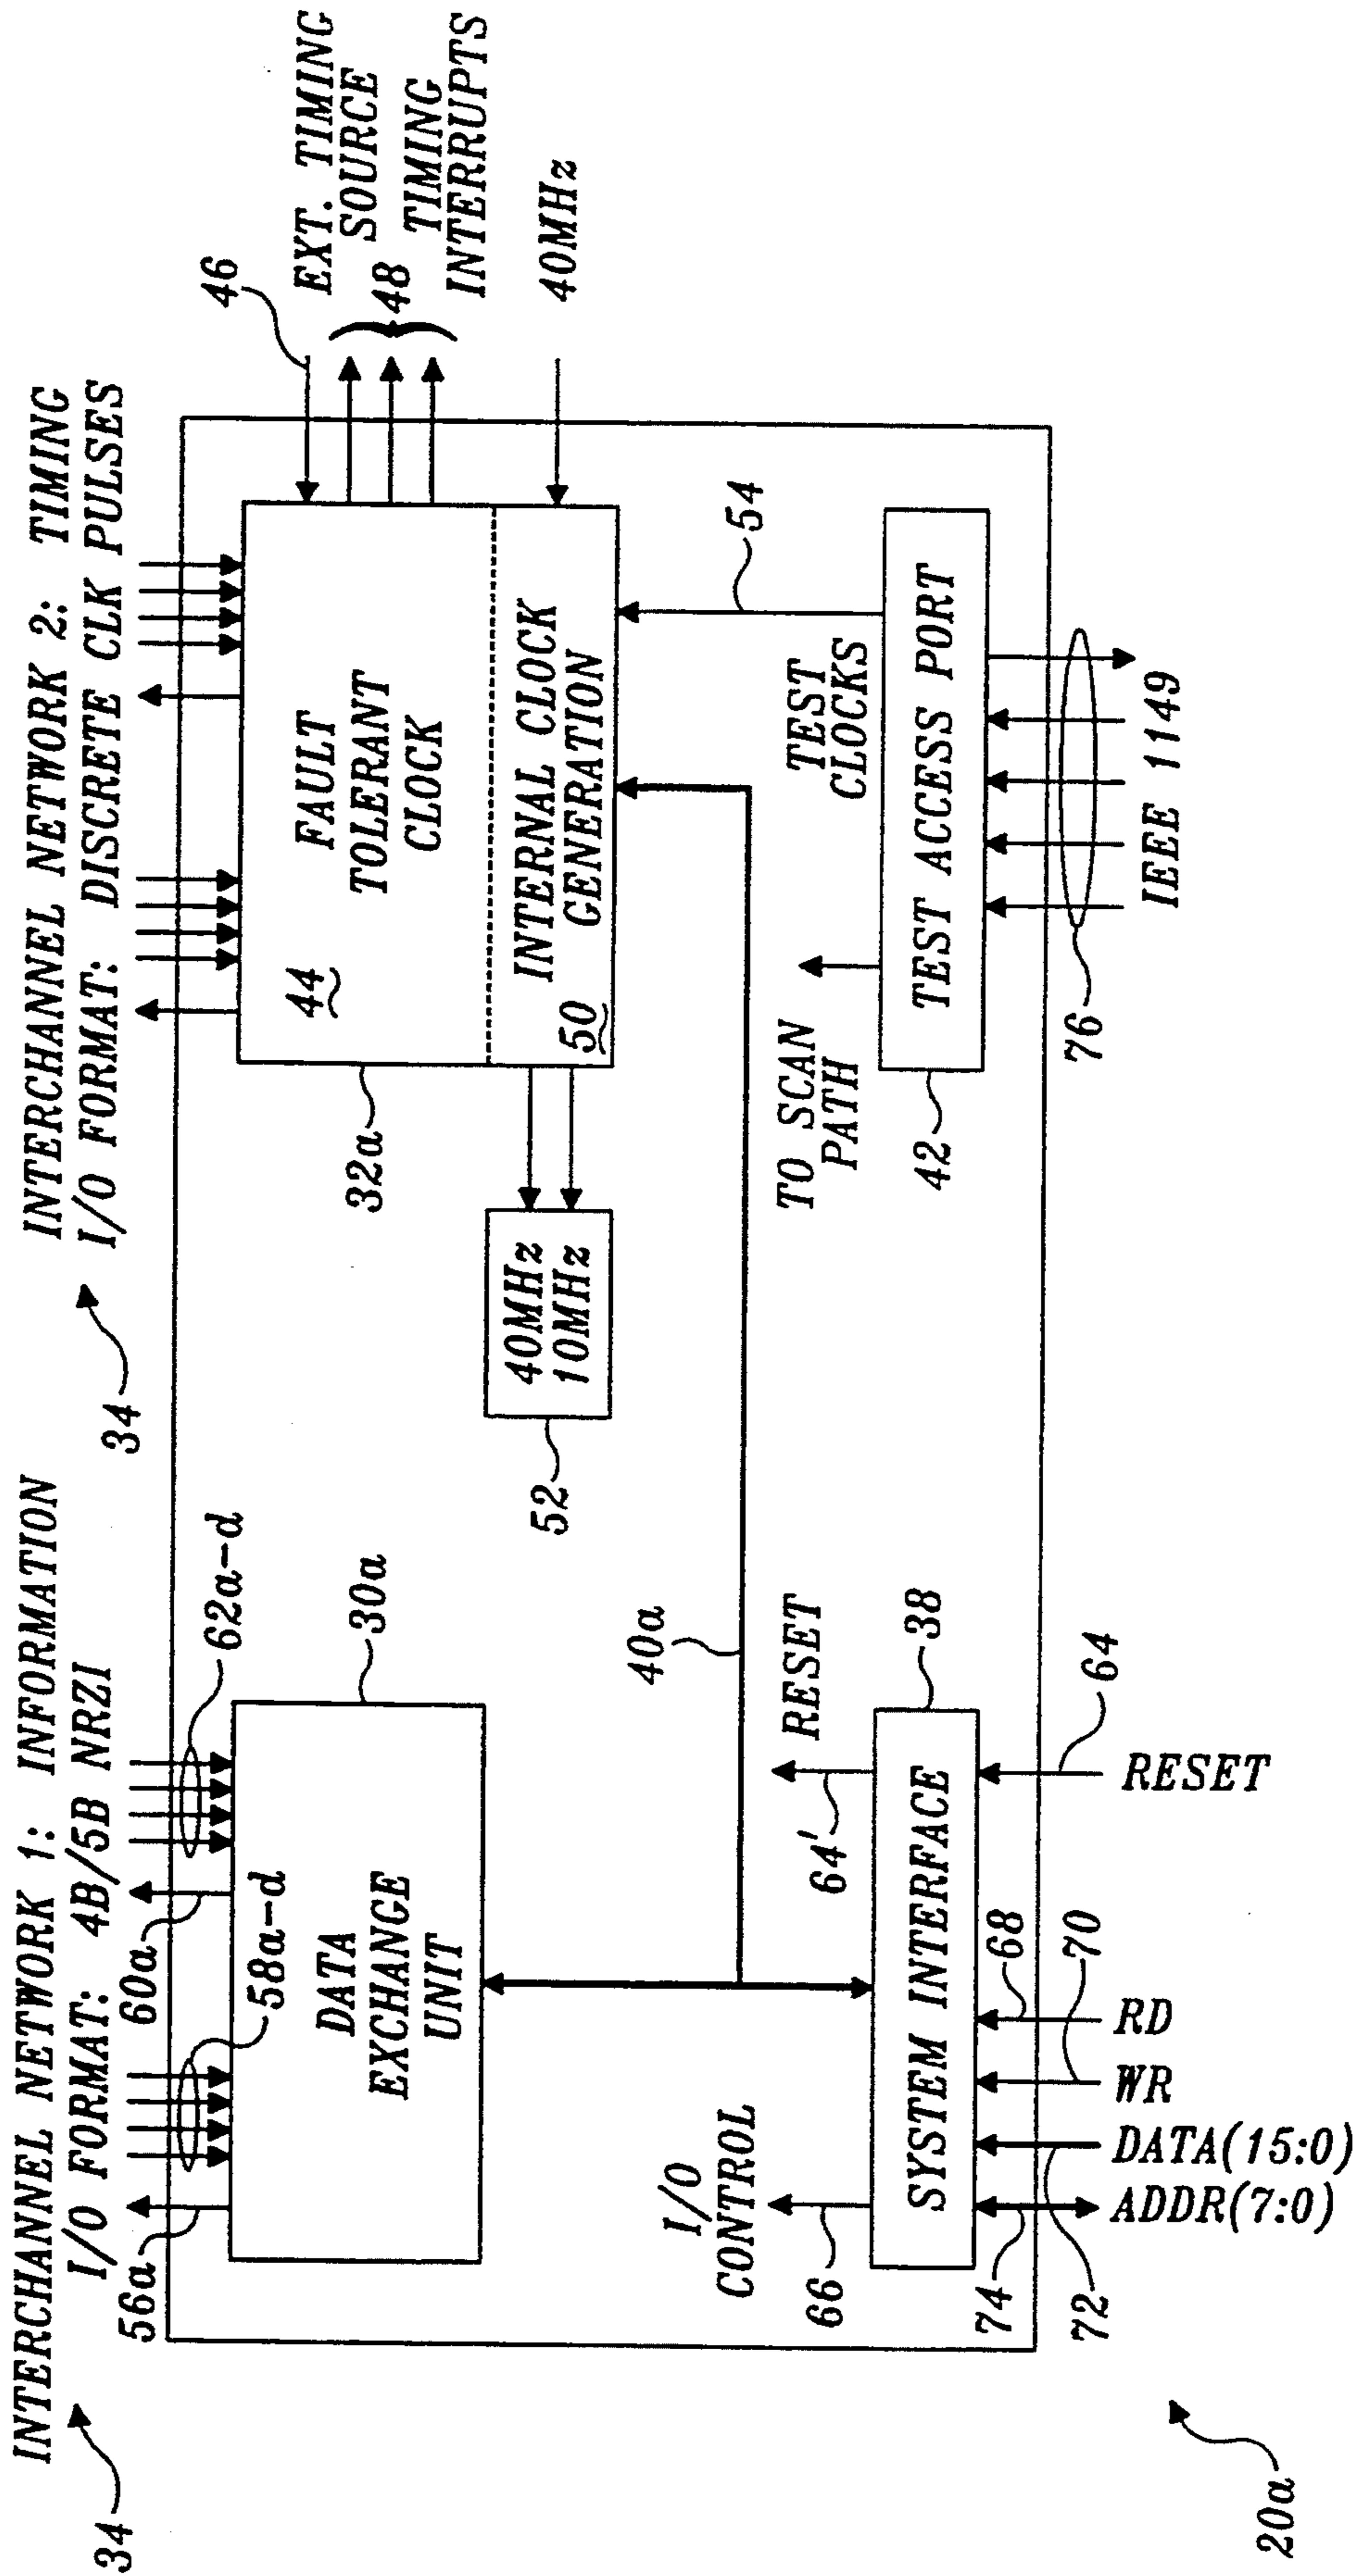 INTERCHANNEL NETWORK 1: INFORMATION
I/O FORMAT: 4B/5B NRZI
34
INTERCHANNEL NETWORK 2: TIMING
I/O FORMAT: DISCRETE CLK PULSES
34
56a
58a-d
60a
62a-d
DATA
EXCHANGE
UNIT
30a
FAULT
TOLERANT
CLOCK
44
32a
INTERNAL CLOCK
GENERATION
50
46
EXT. TIMING
SOURCE
48
TIMING
INTERRUPTS
40MHz
40MHz
10MHz
52
40a
54
I/O
CONTROL
66
RESET
64'
SYSTEM INTERFACE
38
TO SCAN
PATH
TEST
CLOCKS
TEST ACCESS PORT
42
74
72
ADDR(7:0)
DATA(15:0)
WR
70
RD
68
RESET
64
76
IEEE 1149
20a